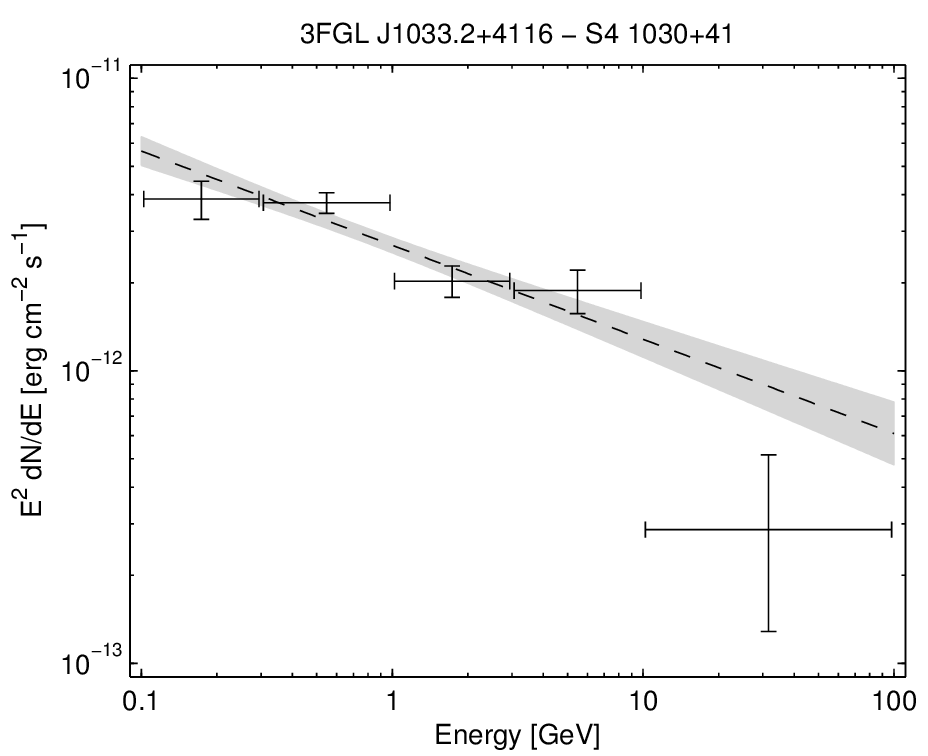 3FGL J1033.2+4116 − S4 1030+41
10⁻¹¹
10⁻¹²
10⁻¹³
E² dN/dE [erg cm⁻² s⁻¹]
0.1 1 10 100
Energy [GeV]